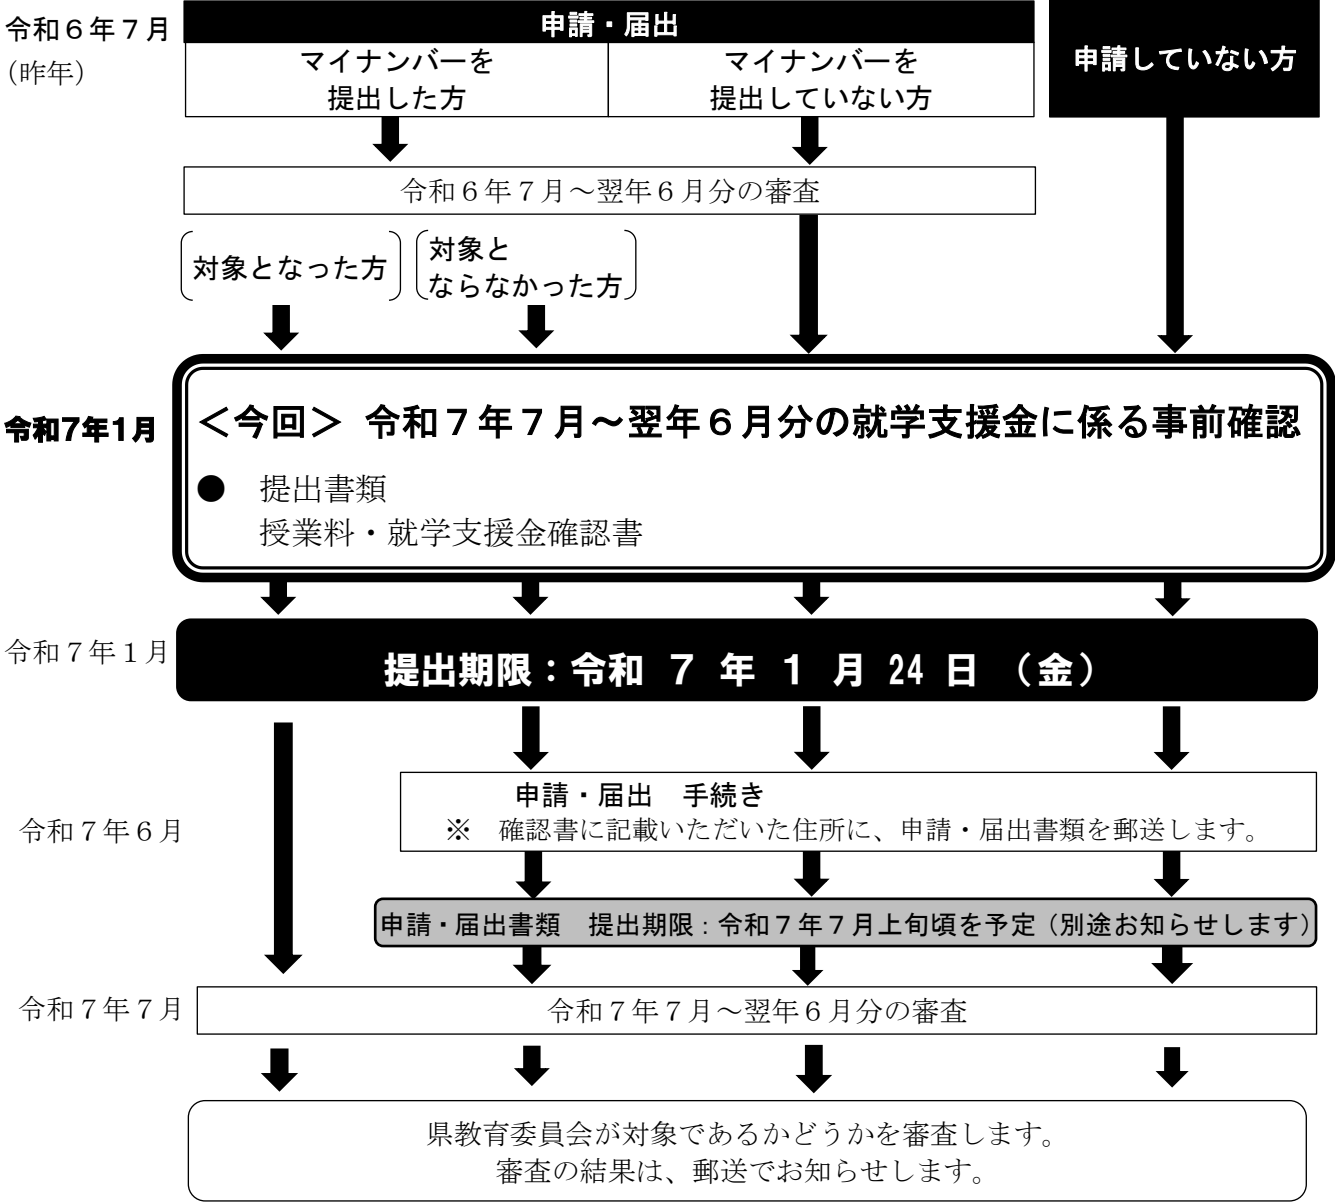 令和６年７月
（昨年）
申請・届出
マイナンバーを
提出した方
マイナンバーを
提出していない方
申請していない方
令和６年７月～翌年６月分の審査
対象となった方
対象と
ならなかった方
令和7年1月
＜今回＞ 令和７年７月～翌年６月分の就学支援金に係る事前確認
● 提出書類
授業料・就学支援金確認書
令和７年１月
提出期限：令和 ７ 年 １ 月 24 日 （金）
令和７年６月
申請・届出 手続き
※ 確認書に記載いただいた住所に、申請・届出書類を郵送します。
申請・届出書類 提出期限：令和７年７月上旬頃を予定（別途お知らせします）
令和７年７月
令和７年７月～翌年６月分の審査
県教育委員会が対象であるかどうかを審査します。
審査の結果は、郵送でお知らせします。